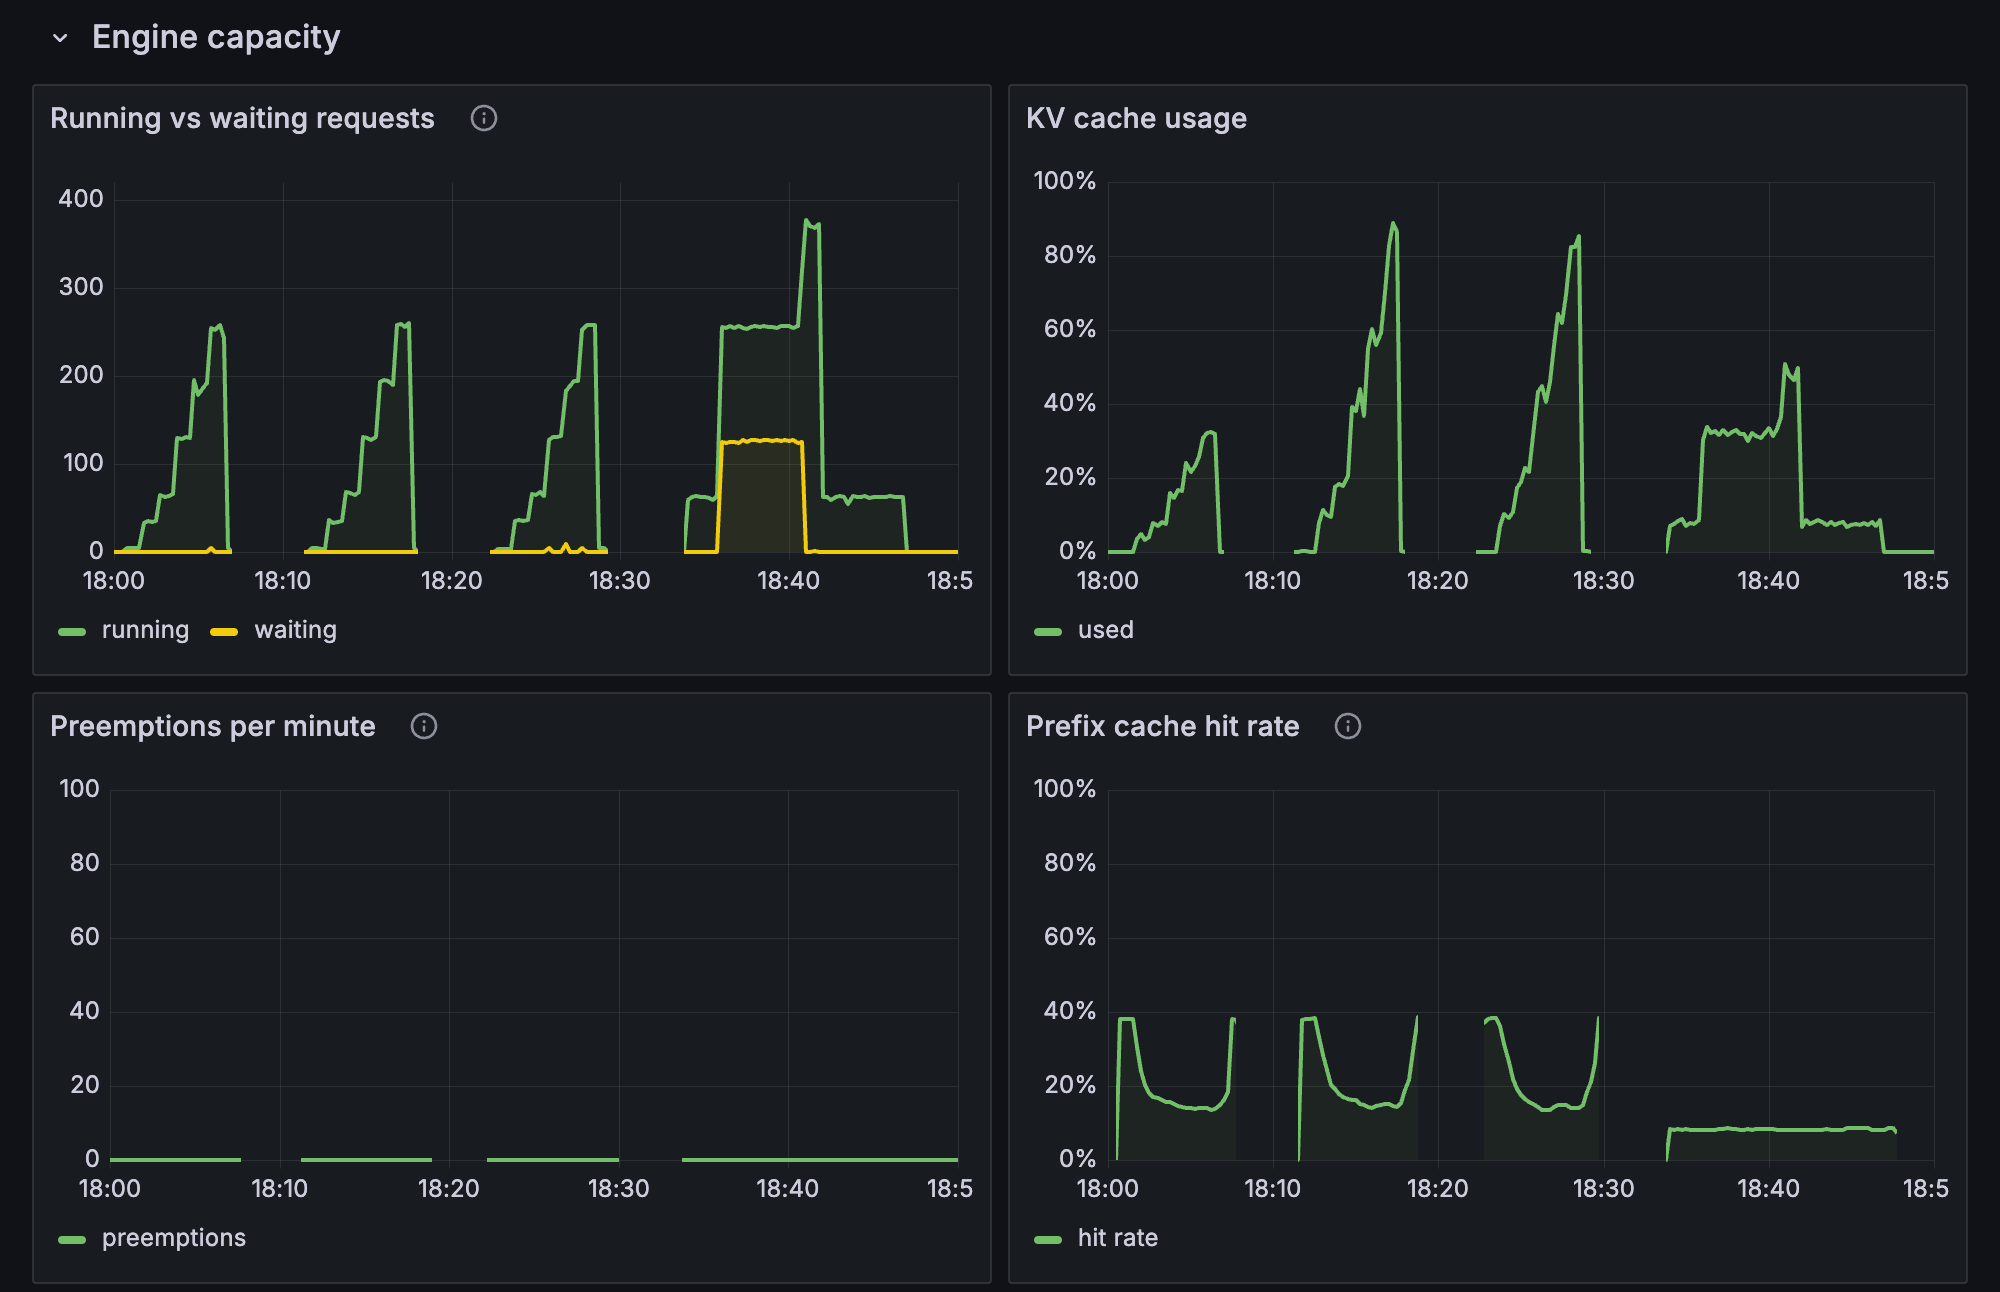 Engine capacity
Running vs waiting requests
400
300
200
100
0
18:00 18:10 18:20 18:30 18:40 18:5
running waiting
KV cache usage
100%
80%
60%
40%
20%
0%
18:00 18:10 18:20 18:30 18:40 18:5
used
Preemptions per minute
100
80
60
40
20
0
18:00 18:10 18:20 18:30 18:40 18:5
preemptions
Prefix cache hit rate
100%
80%
60%
40%
20%
0%
18:00 18:10 18:20 18:30 18:40 18:5
hit rate